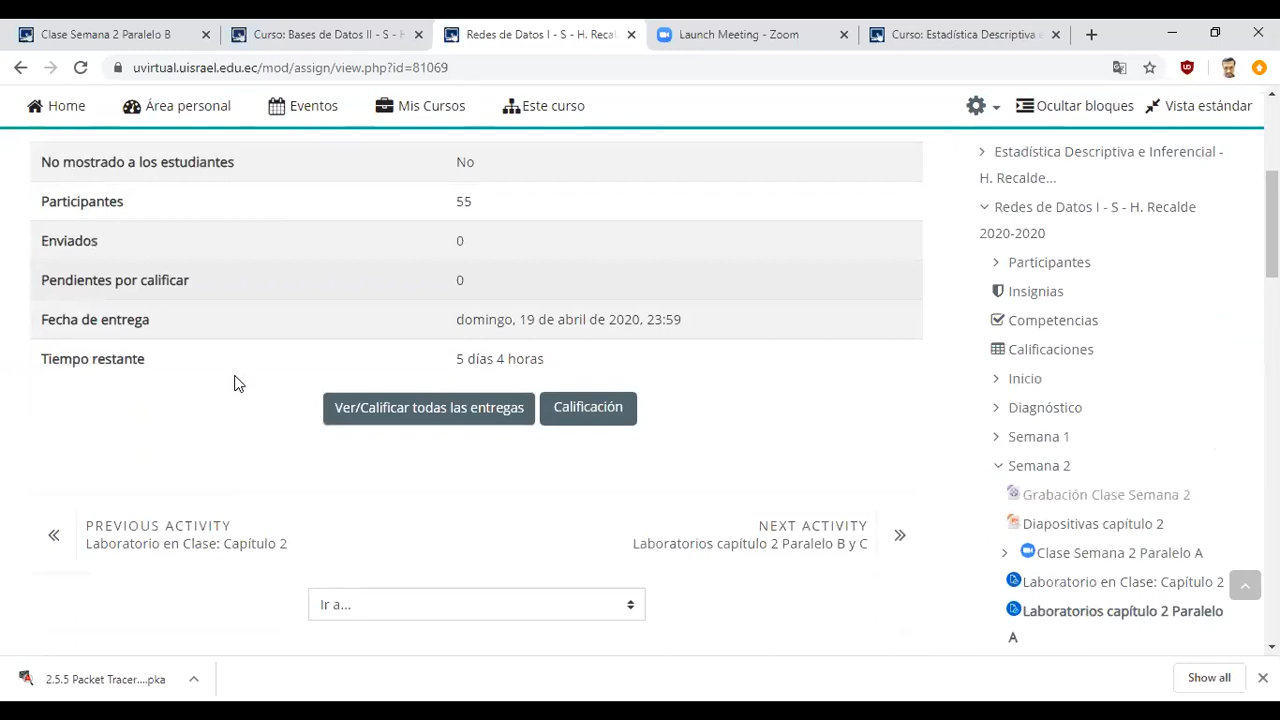 Clase Semana 2 Paralelo B
Curso: Bases de Datos II - S - H
Redes de Datos I - S - H. Recal
Launch Meeting - Zoom
Curso: Estadística Descriptiva e
uvirtual.uisrael.edu.ec/mod/assign/view.php?id=81069
Home
Área personal
Eventos
Mis Cursos
Este curso
Ocultar bloques
Vista estándar
No mostrado a los estudiantes No
Participantes 55
Enviados 0
Pendientes por calificar 0
Fecha de entrega domingo, 19 de abril de 2020, 23:59
Tiempo restante 5 días 4 horas
Ver/Calificar todas las entregas
Calificación
PREVIOUS ACTIVITY
Laboratorio en Clase: Capítulo 2
NEXT ACTIVITY
Laboratorios capítulo 2 Paralelo B y C
Ir a...
Estadística Descriptiva e Inferencial -
H. Recalde...
Redes de Datos I - S - H. Recalde
2020-2020
Participantes
Insignias
Competencias
Calificaciones
Inicio
Diagnóstico
Semana 1
Semana 2
Grabación Clase Semana 2
Diapositivas capítulo 2
Clase Semana 2 Paralelo A
Laboratorio en Clase: Capítulo 2
Laboratorios capítulo 2 Paralelo
A
2.5.5 Packet Tracer....pka
Show all